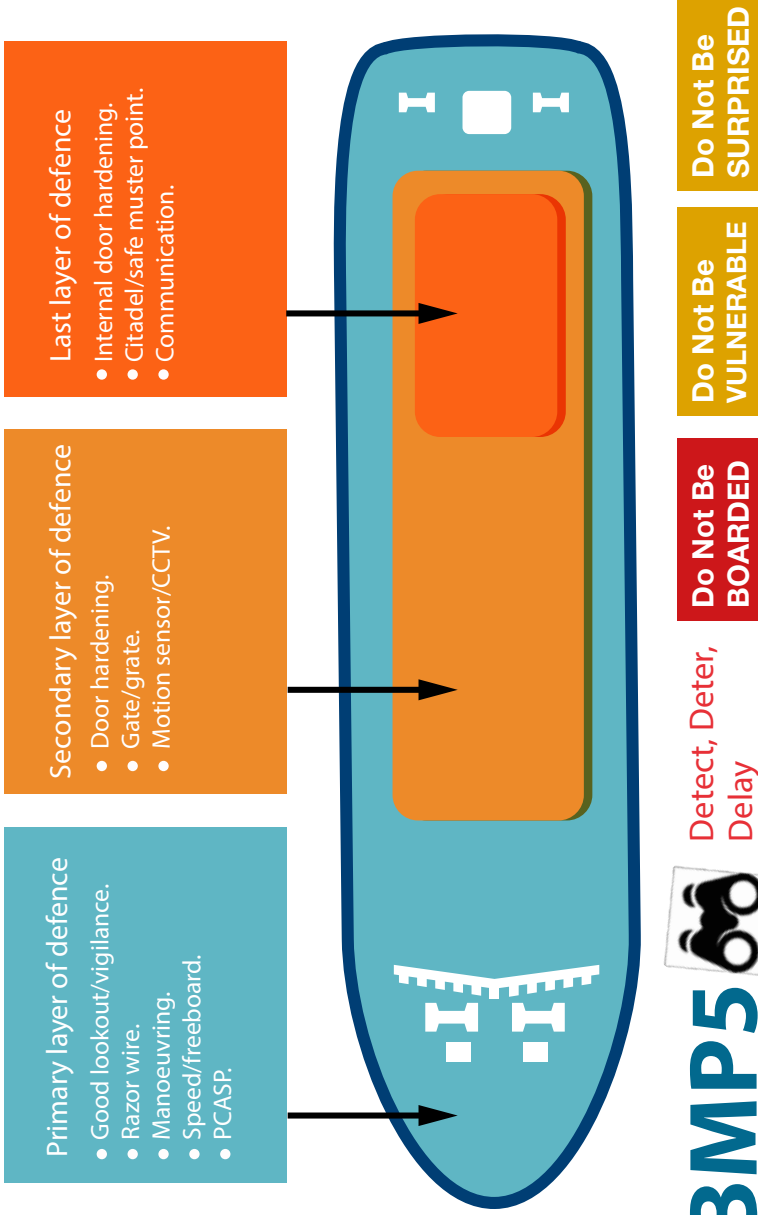 Primary layer of defence
• Good lookout/vigilance.
• Razor wire.
• Manoeuvring.
• Speed/freeboard.
• PCASP.
Secondary layer of defence
• Door hardening.
• Gate/grate.
• Motion sensor/CCTV.
Last layer of defence
• Internal door hardening.
• Citadel/safe muster point.
• Communication.
BMP5
Detect, Deter,
Delay
Do Not Be
BOARDED
Do Not Be
VULNERABLE
Do Not Be
SURPRISED